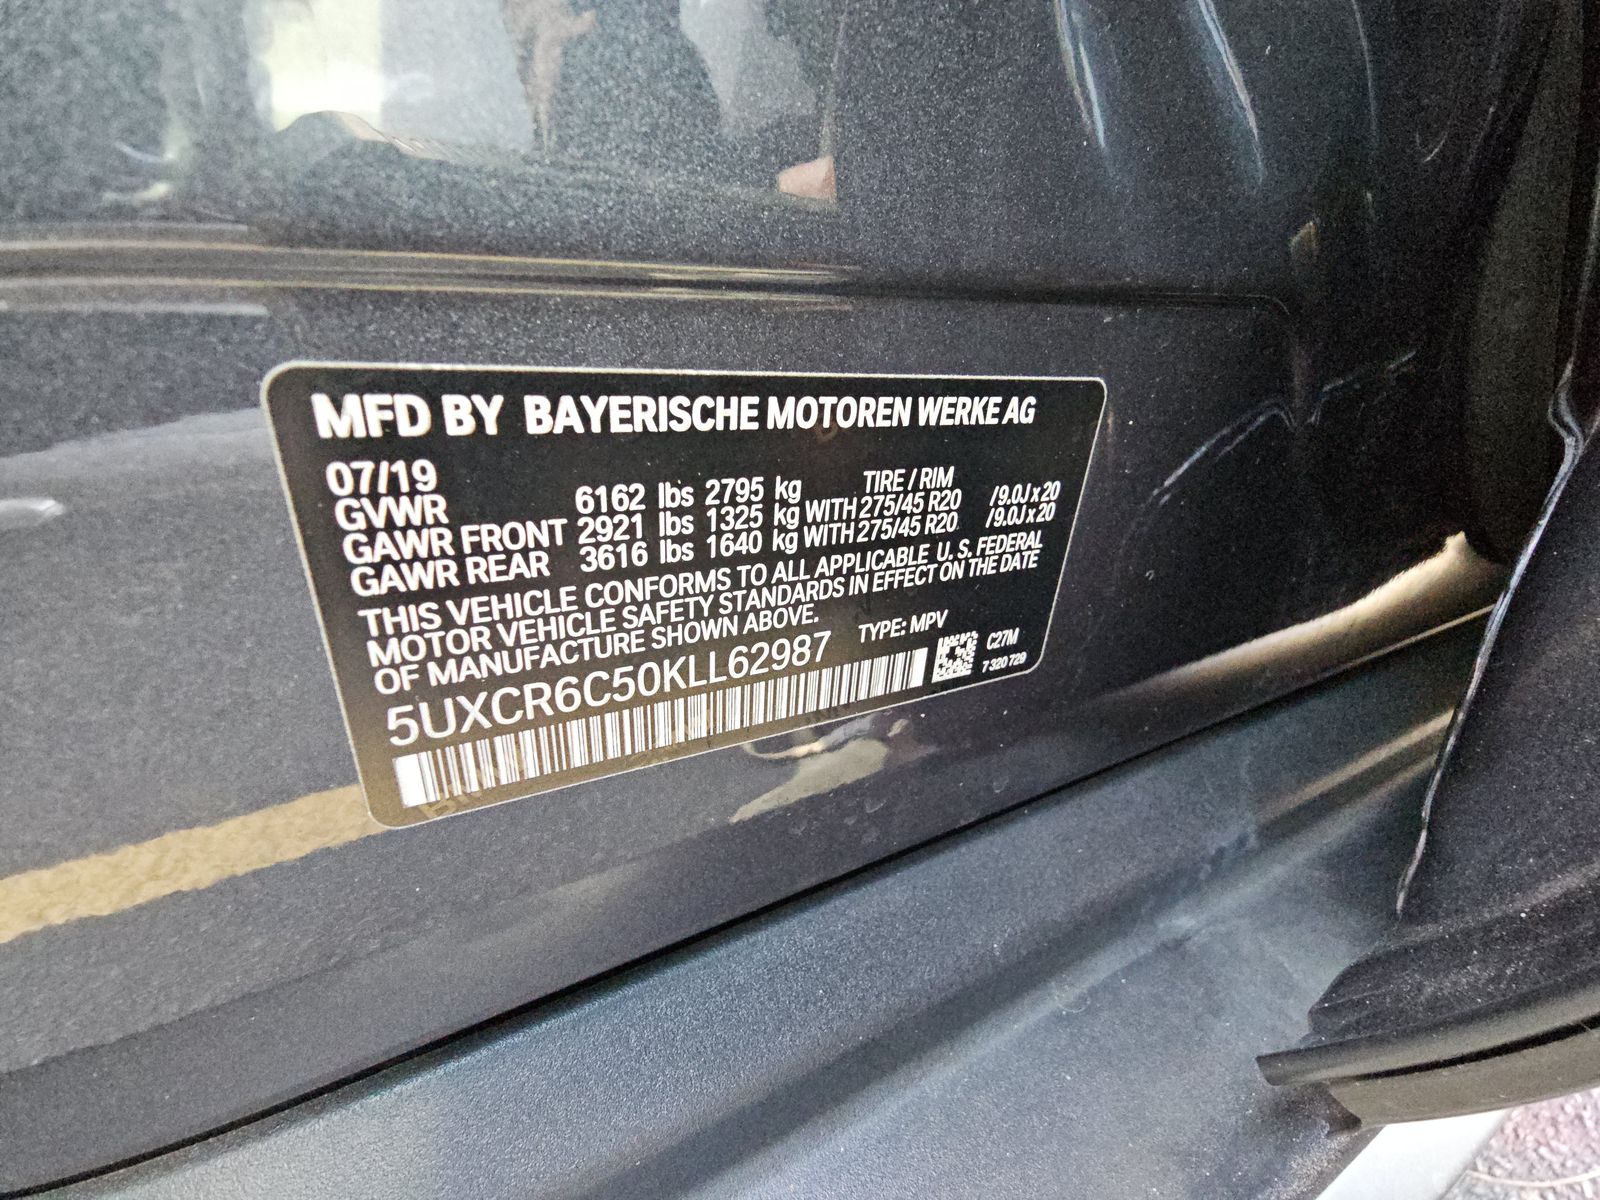 MFD BY BAYERISCHE MOTOREN WERKE AG
07/19
GVWR 6162 lbs 2795 kg TIRE / RIM
GAWR FRONT 2921 lbs 1325 kg WITH 275/45 R20 /9.0J x 20
GAWR REAR 3616 lbs 1640 kg WITH 275/45 R20 /9.0J x 20
THIS VEHICLE CONFORMS TO ALL APPLICABLE U. S. FEDERAL
MOTOR VEHICLE SAFETY STANDARDS IN EFFECT ON THE DATE
OF MANUFACTURE SHOWN ABOVE.
5UXCR6C50KLL62987 TYPE: MPV
C27M
7 320 729